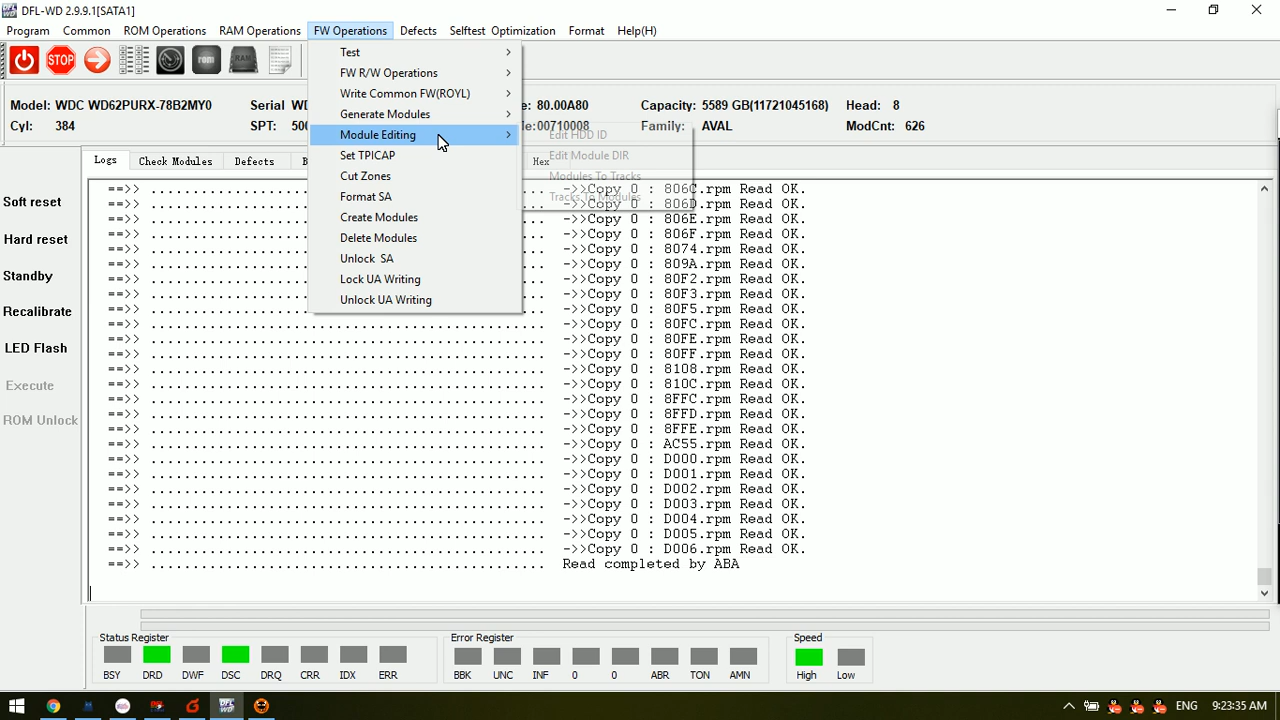 DFL-WD 2.9.9.1[SATA1]
Program Common ROM Operations RAM Operations FW Operations Defects Selftest Optimization Format Help(H)
STOP rom RAM
Model: WDC WD62PURX-78B2MY0 Serial WD : 80.00A80 Capacity: 5589 GB(11721045168) Head: 8
Cyl: 384 SPT: 500 :00710008 Family: AVAL ModCnt: 626
Logs Check Modules Defects Hex
Test
FW R/W Operations
Write Common FW(ROYL)
Generate Modules
Module Editing
Set TPICAP
Cut Zones
Format SA
Create Modules
Delete Modules
Unlock SA
Lock UA Writing
Unlock UA Writing
Edit HDD ID
Edit Module DIR
Modules To Tracks
Tracks To Modules
Soft reset
Hard reset
Standby
Recalibrate
LED Flash
Execute
ROM Unlock
==>> ->>Copy 0 : 806C.rpm Read OK.
==>> ->>Copy 0 : 806D.rpm Read OK.
==>> ->>Copy 0 : 806E.rpm Read OK.
==>> ->>Copy 0 : 806F.rpm Read OK.
==>> ->>Copy 0 : 8074.rpm Read OK.
==>> ->>Copy 0 : 809A.rpm Read OK.
==>> ->>Copy 0 : 80F2.rpm Read OK.
==>> ->>Copy 0 : 80F3.rpm Read OK.
==>> ->>Copy 0 : 80F5.rpm Read OK.
==>> ->>Copy 0 : 80FC.rpm Read OK.
==>> ->>Copy 0 : 80FE.rpm Read OK.
==>> ->>Copy 0 : 80FF.rpm Read OK.
==>> ->>Copy 0 : 8108.rpm Read OK.
==>> ->>Copy 0 : 810C.rpm Read OK.
==>> ->>Copy 0 : 8FFC.rpm Read OK.
==>> ->>Copy 0 : 8FFD.rpm Read OK.
==>> ->>Copy 0 : 8FFE.rpm Read OK.
==>> ->>Copy 0 : AC55.rpm Read OK.
==>> ->>Copy 0 : D000.rpm Read OK.
==>> ->>Copy 0 : D001.rpm Read OK.
==>> ->>Copy 0 : D002.rpm Read OK.
==>> ->>Copy 0 : D003.rpm Read OK.
==>> ->>Copy 0 : D004.rpm Read OK.
==>> ->>Copy 0 : D005.rpm Read OK.
==>> ->>Copy 0 : D006.rpm Read OK.
==>> Read completed by ABA
Status Register Error Register Speed
BSY DRD DWF DSC DRQ CRR IDX ERR BBK UNC INF 0 0 ABR TON AMN High Low
DFL WD ENG 9:23:35 AM